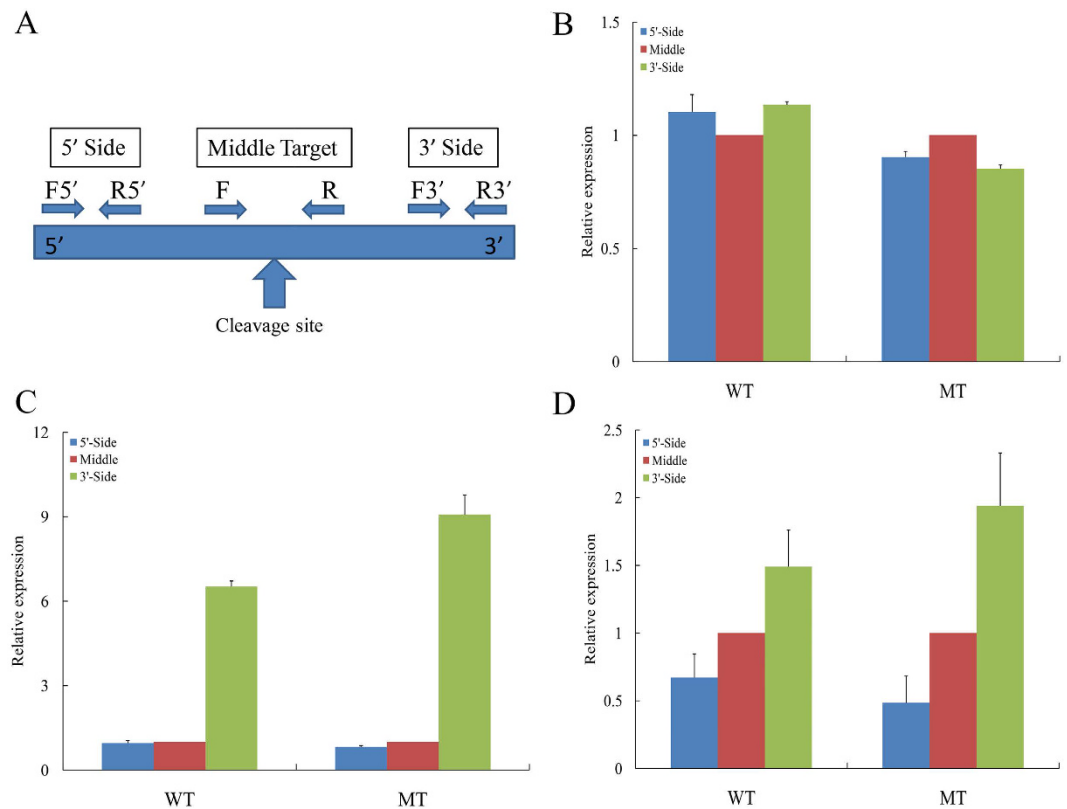 A
5′ Side
Middle Target
3′ Side
F5′ R5′ F R F3′ R3′
5′ 3′
Cleavage site
B
5'-Side
Middle
3'-Side
Relative expression
1.5
1
0.5
0
WT MT
C
5'-Side
Middle
3'-Side
Relative expression
12
9
6
3
0
WT MT
D
5'-Side
Middle
3'-Side
Relative expression
2.5
2
1.5
1
0.5
0
WT MT